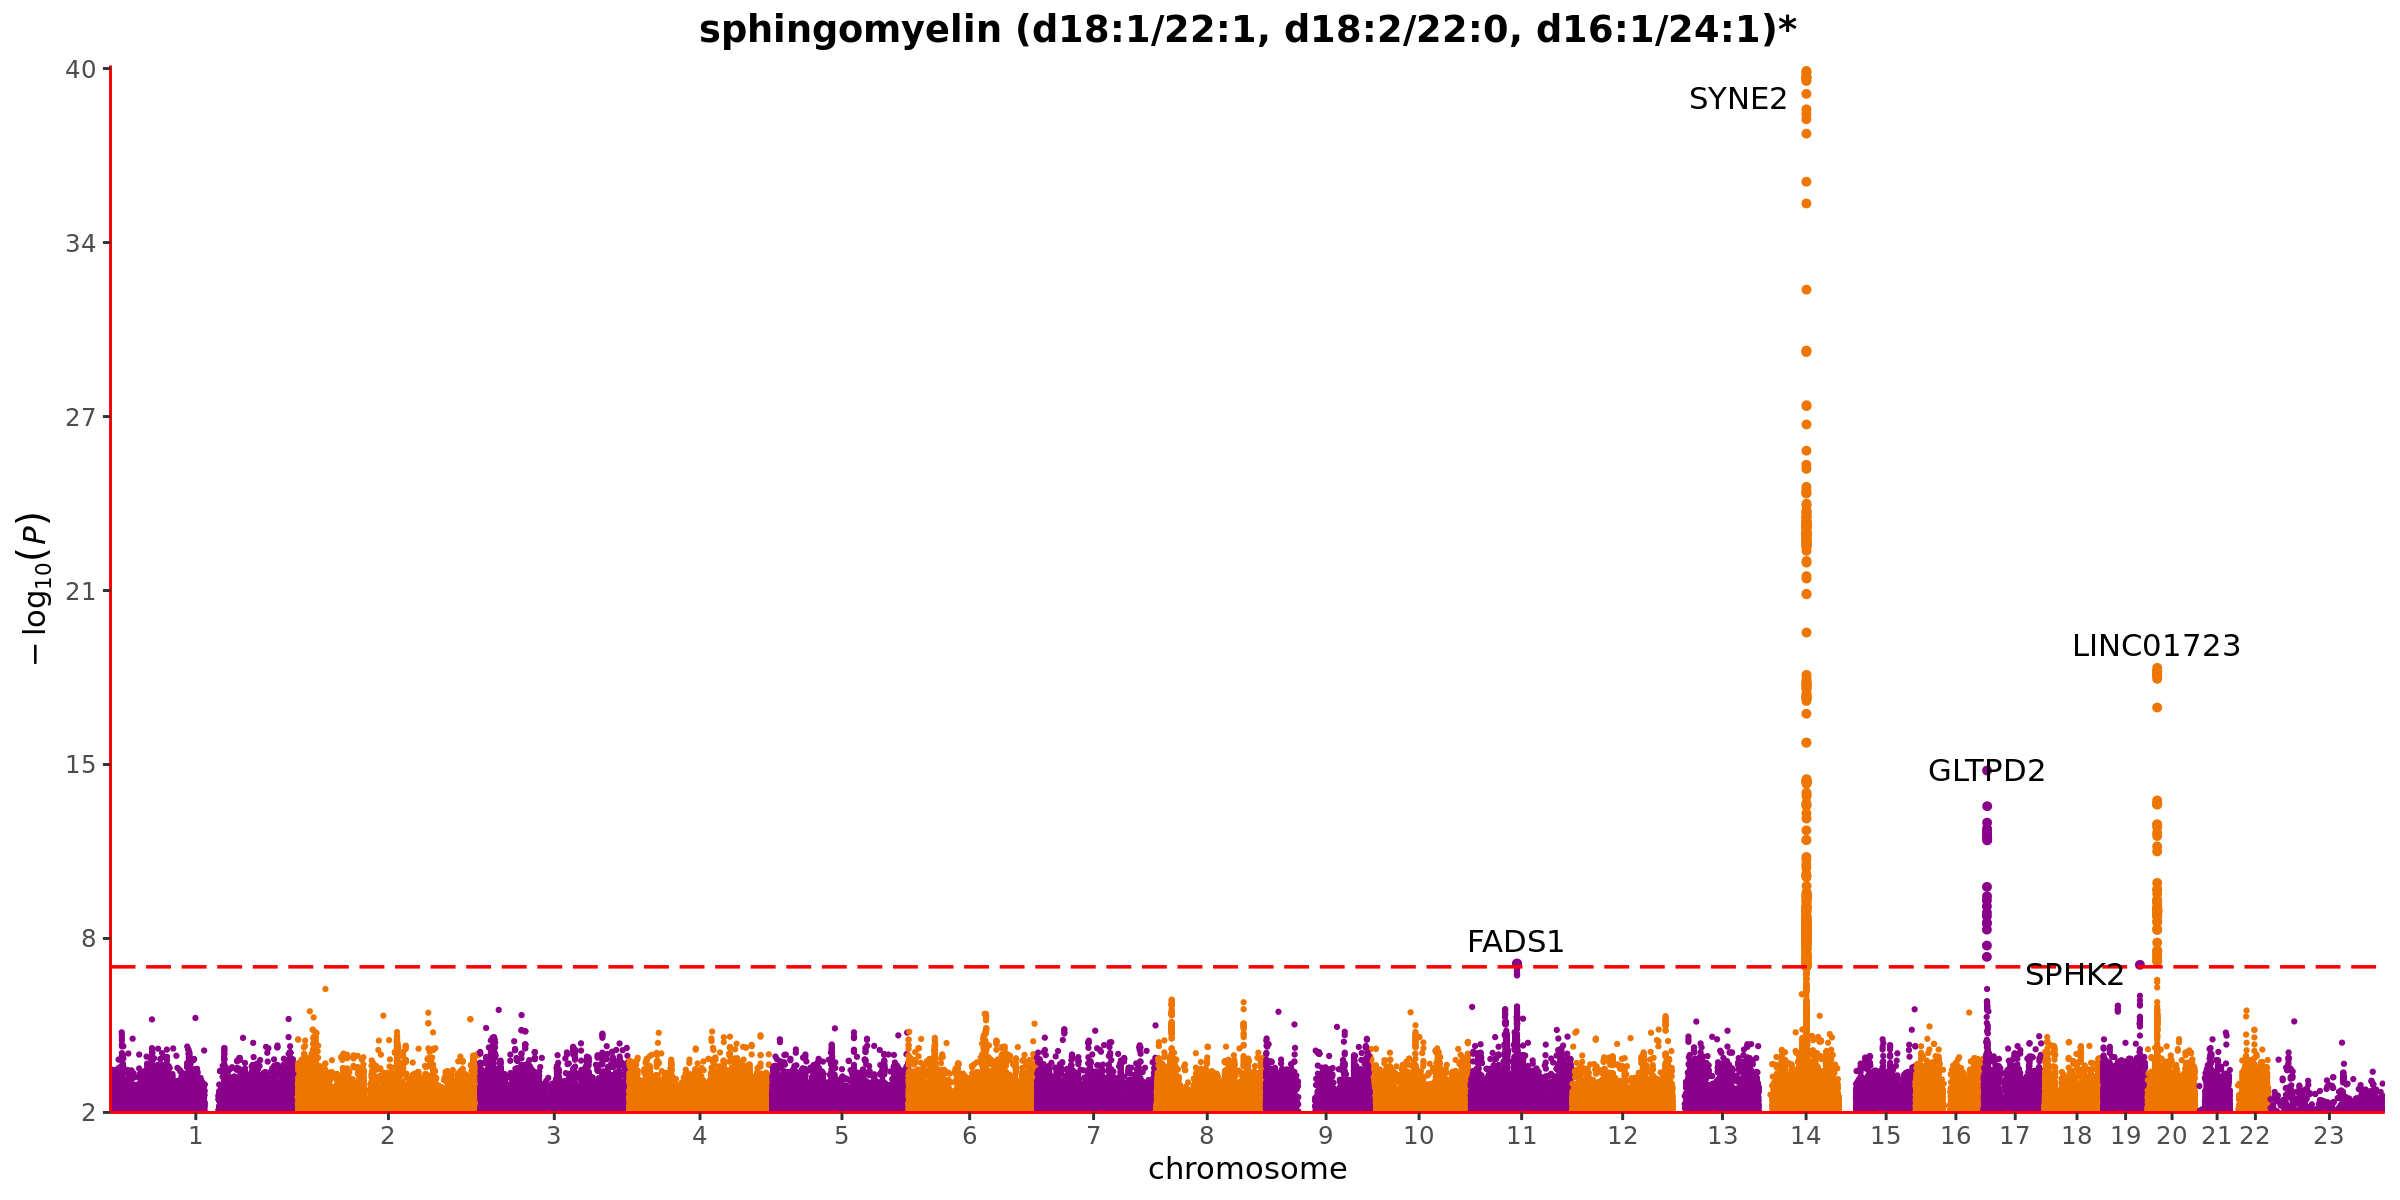 sphingomyelin (d18:1/22:1, d18:2/22:0, d16:1/24:1)*
40
SYNE2
34
27
21
LINC01723
15
GLTPD2
8
FADS1
SPHK2
2
−log10(P)
1 2 3 4 5 6 7 8 9 10 11 12 13 14 15 16 17 18 19 20 21 22 23
chromosome